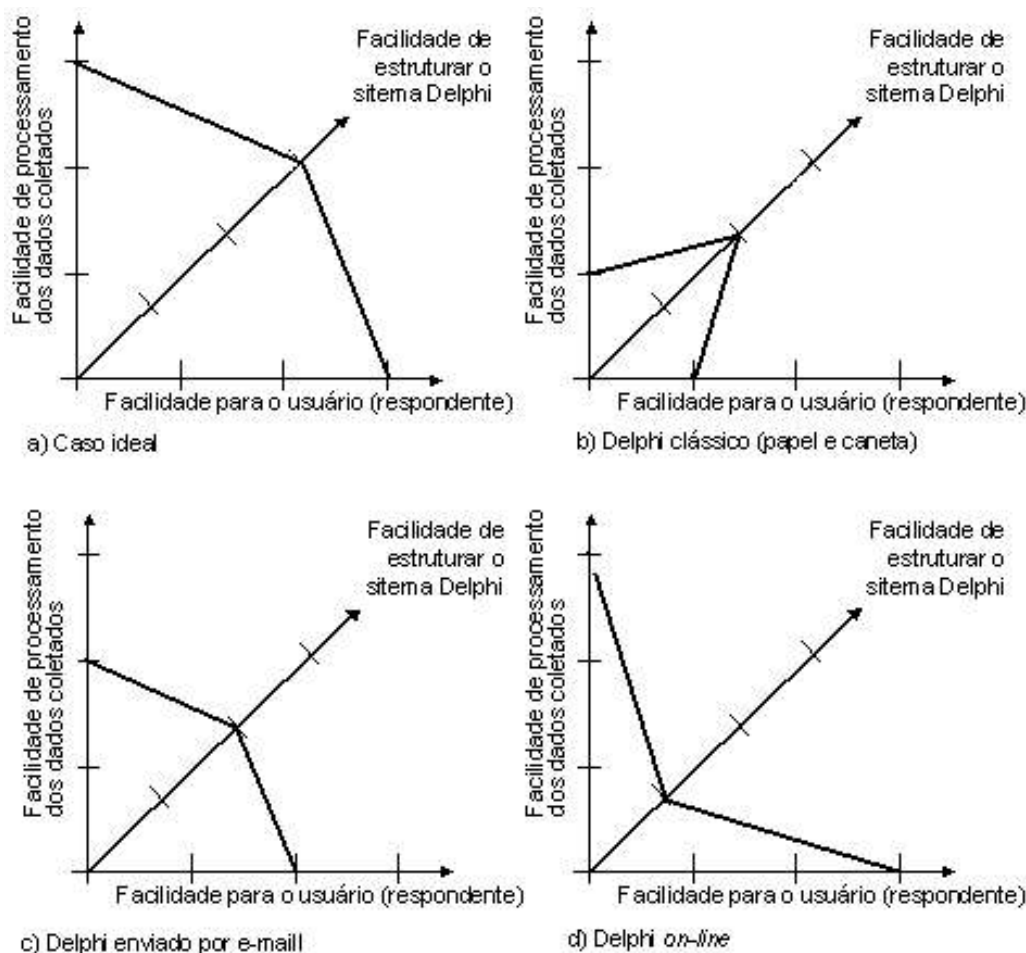 Facilidade de
estruturar o
sitema Delphi
Facilidade de processamento
dos dados coletados
Facilidade para o usuário (respondente)
a) Caso ideal
Facilidade de
estruturar o
sitema Delphi
Facilidade de processamento
dos dados coletados
Facilidade para o usuário (respondente)
b) Delphi clássico (papel e caneta)
Facilidade de
estruturar o
sitema Delphi
Facilidade de processamento
dos dados coletados
Facilidade para o usuário (respondente)
c) Delphi enviado por e-maill
Facilidade de
estruturar o
sitema Delphi
Facilidade de processamento
dos dados coletados
Facilidade para o usuário (respondente)
d) Delphi on-line